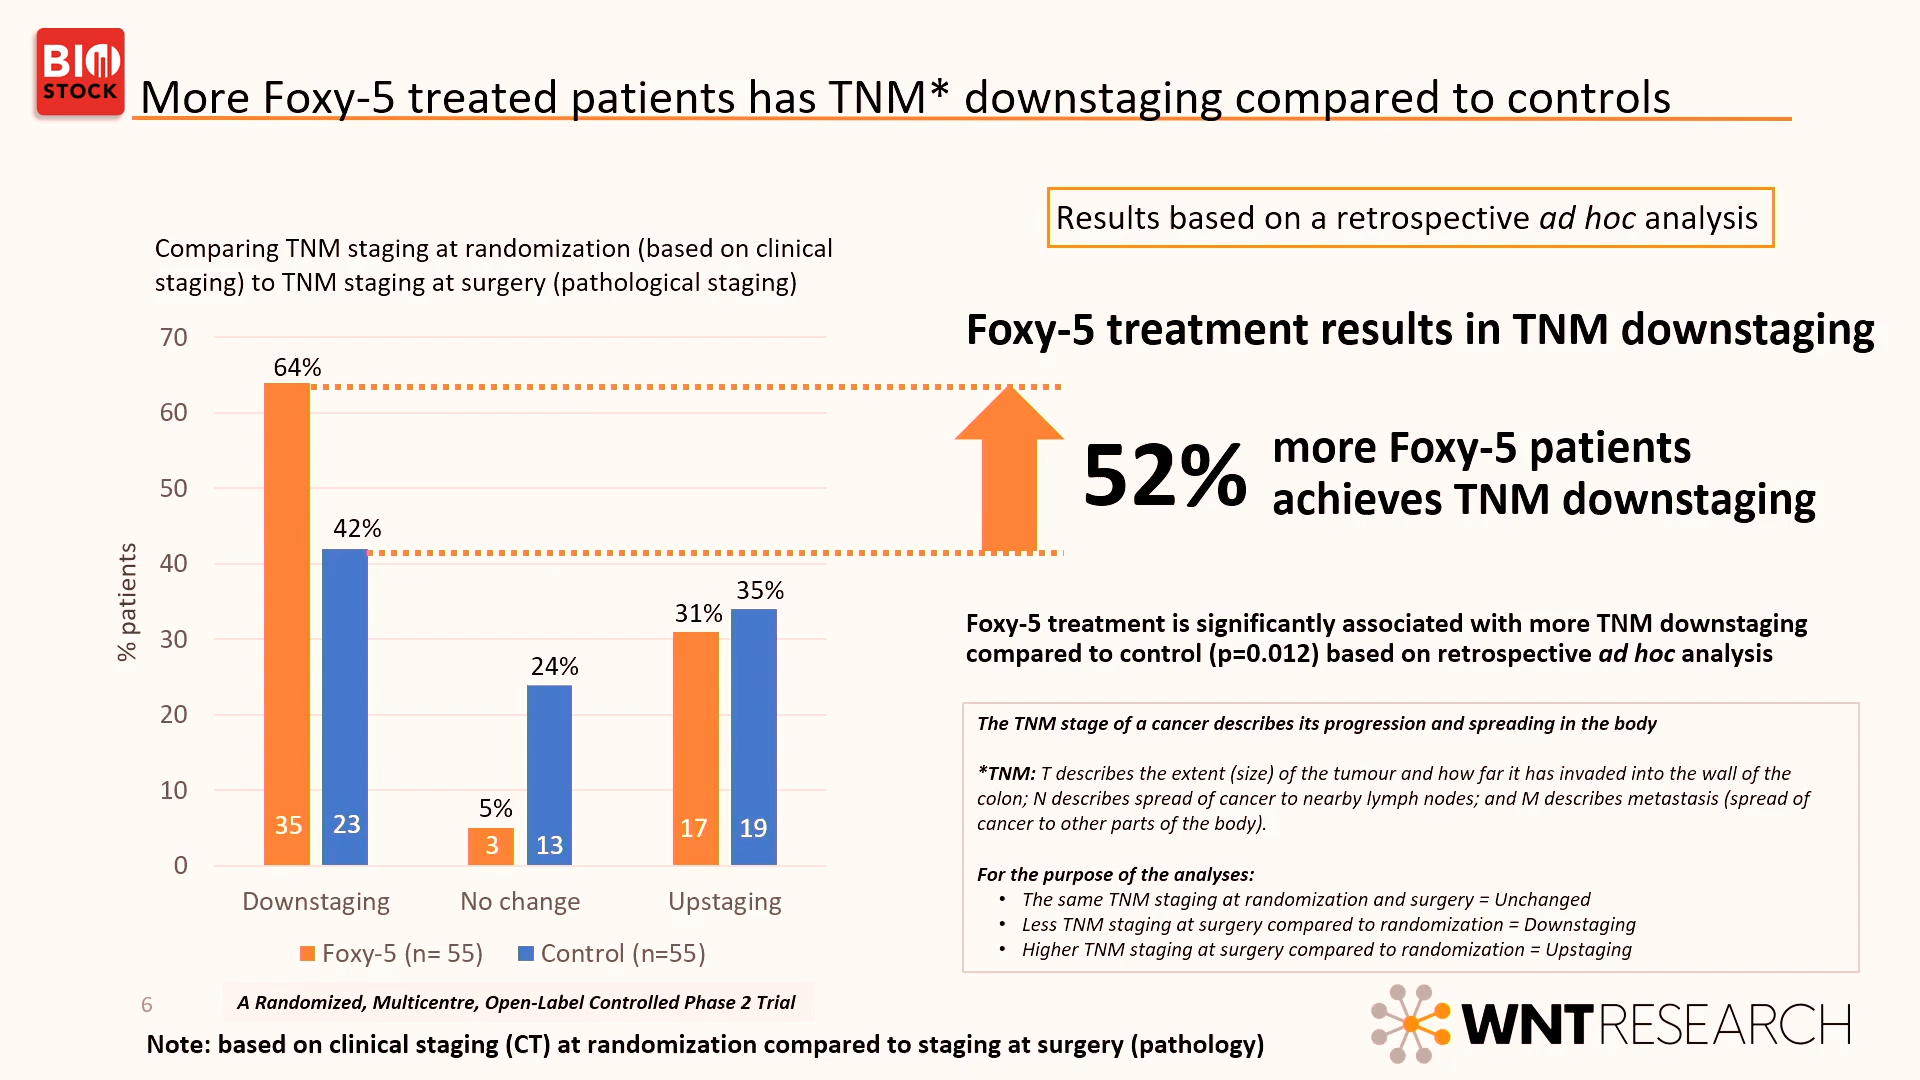 BIO
STOCK
More Foxy-5 treated patients has TNM* downstaging compared to controls
Results based on a retrospective ad hoc analysis
Comparing TNM staging at randomization (based on clinical
staging) to TNM staging at surgery (pathological staging)
Foxy-5 treatment results in TNM downstaging
70
60
50
40
30
20
10
0
% patients
64%
42%
5%
24%
31%
35%
35
23
3
13
17
19
Downstaging
No change
Upstaging
Foxy-5 (n= 55)
Control (n=55)
52%
more Foxy-5 patients
achieves TNM downstaging
Foxy-5 treatment is significantly associated with more TNM downstaging
compared to control (p=0.012) based on retrospective ad hoc analysis
The TNM stage of a cancer describes its progression and spreading in the body
*TNM: T describes the extent (size) of the tumour and how far it has invaded into the wall of the
colon; N describes spread of cancer to nearby lymph nodes; and M describes metastasis (spread of
cancer to other parts of the body).
For the purpose of the analyses:
• The same TNM staging at randomization and surgery = Unchanged
• Less TNM staging at surgery compared to randomization = Downstaging
• Higher TNM staging at surgery compared to randomization = Upstaging
6
A Randomized, Multicentre, Open-Label Controlled Phase 2 Trial
Note: based on clinical staging (CT) at randomization compared to staging at surgery (pathology)
WNTRESEARCH